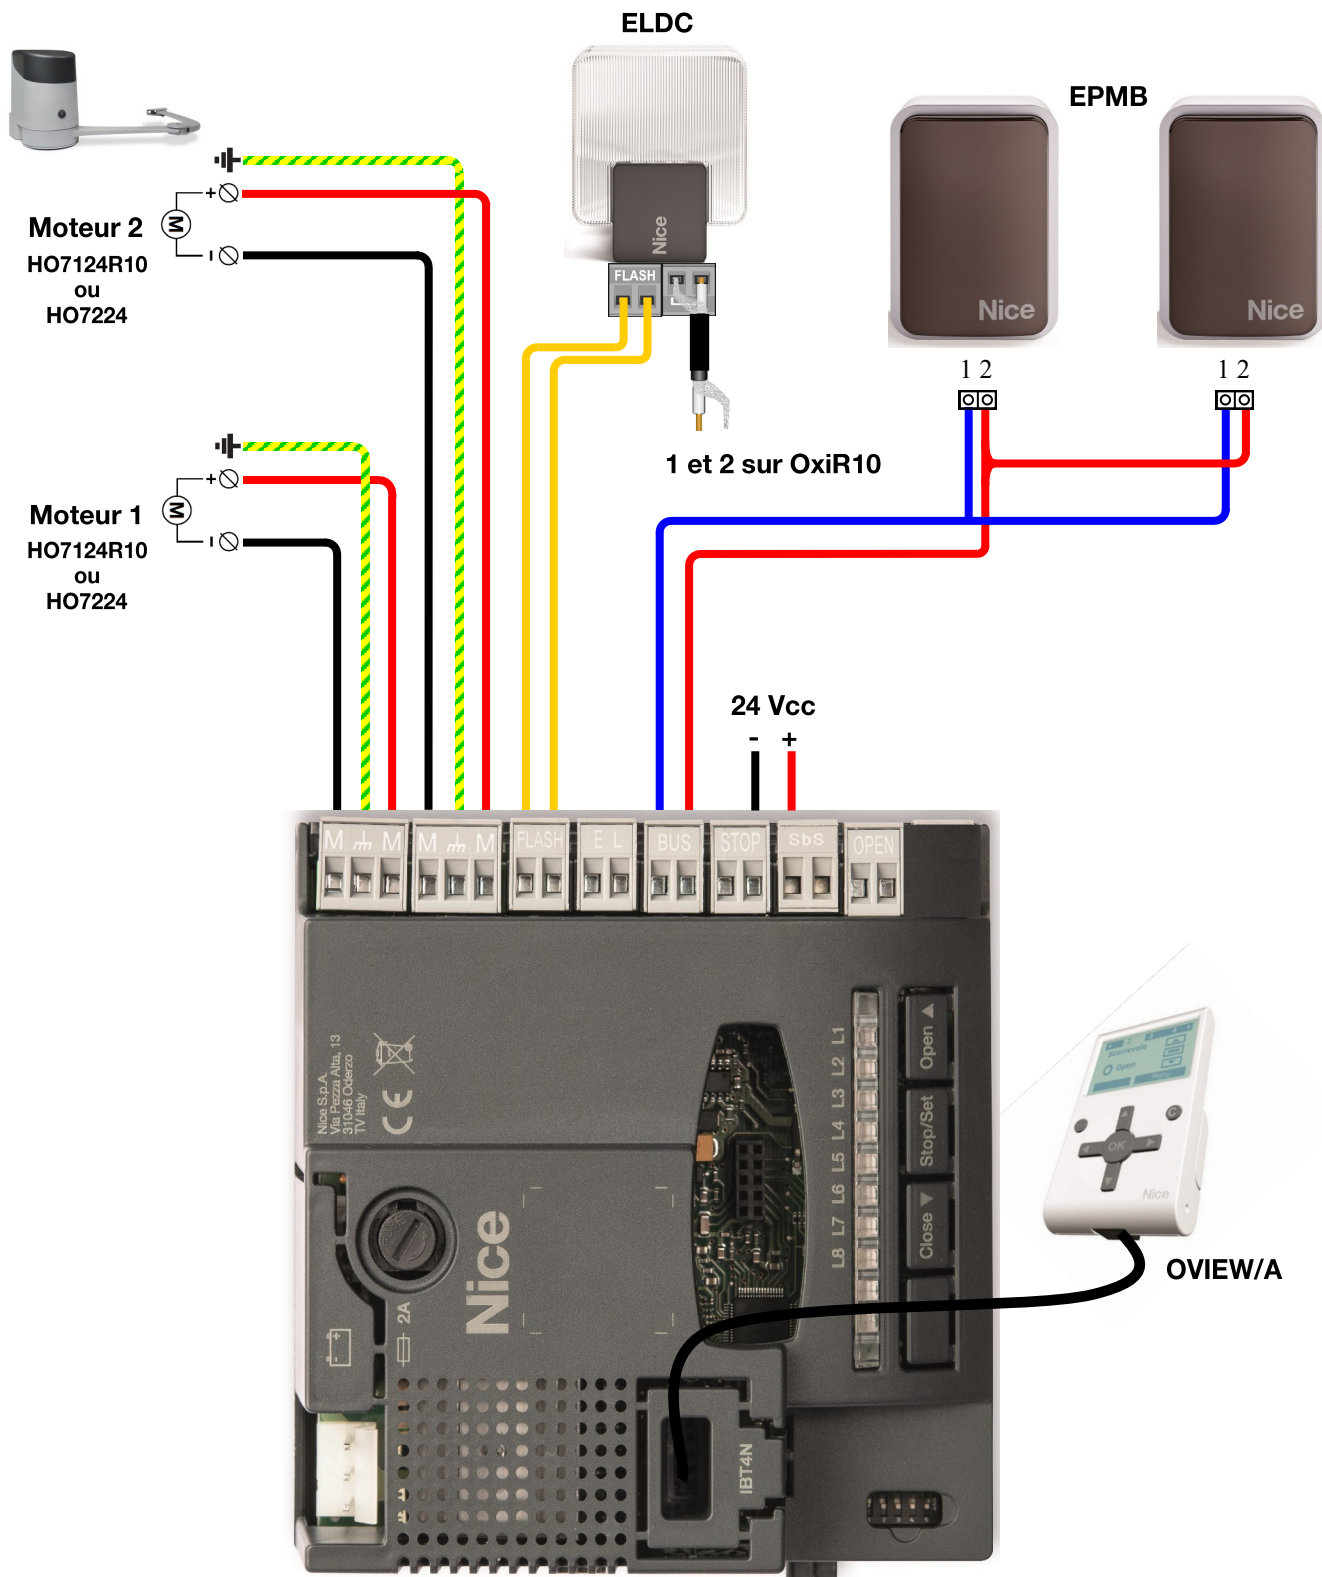 ELDC
EPMB
Moteur 2
HO7124R10
ou
HO7224
+
-
M
FLASH
Nice
Nice
Nice
1 2
1 2
1 et 2 sur OxiR10
Moteur 1
HO7124R10
ou
HO7224
+
-
M
24 Vcc
- +
M M
M M
FLASH
E L
BUS
STOP
SbS
OPEN
Nice S.p.A.
Via Pezza Alta, 13
31046 Oderzo
TV Italy
CE
L1
L2
L3
L4
L5
L6
L7
L8
Open ▲
Stop/Set
Close ▼
Nice
2A
IBT4N
Scorrevole
Open
OK
C
Nice
OVIEW/A